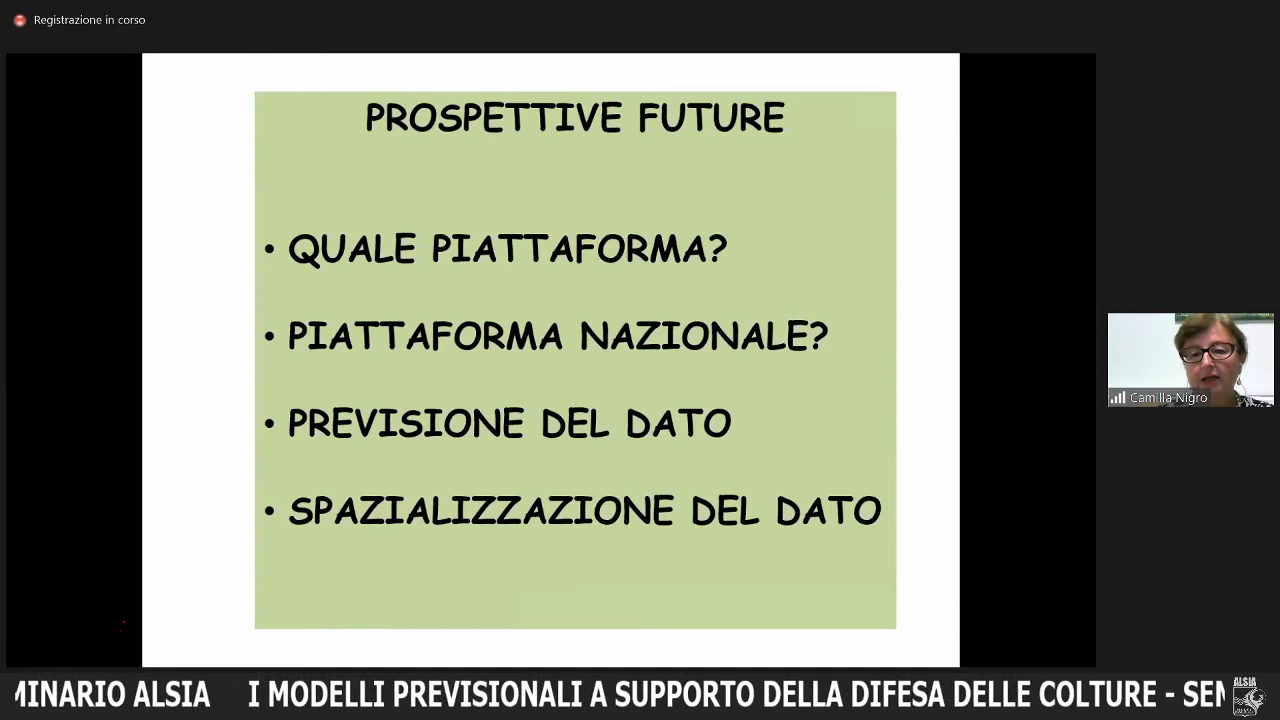 Registrazione in corso
PROSPETTIVE FUTURE
• QUALE PIATTAFORMA?
• PIATTAFORMA NAZIONALE?
• PREVISIONE DEL DATO
• SPAZIALIZZAZIONE DEL DATO
Camilla Nigro
MINARIO ALSIA I MODELLI PREVISIONALI A SUPPORTO DELLA DIFESA DELLE COLTURE - SEM
ALSIA